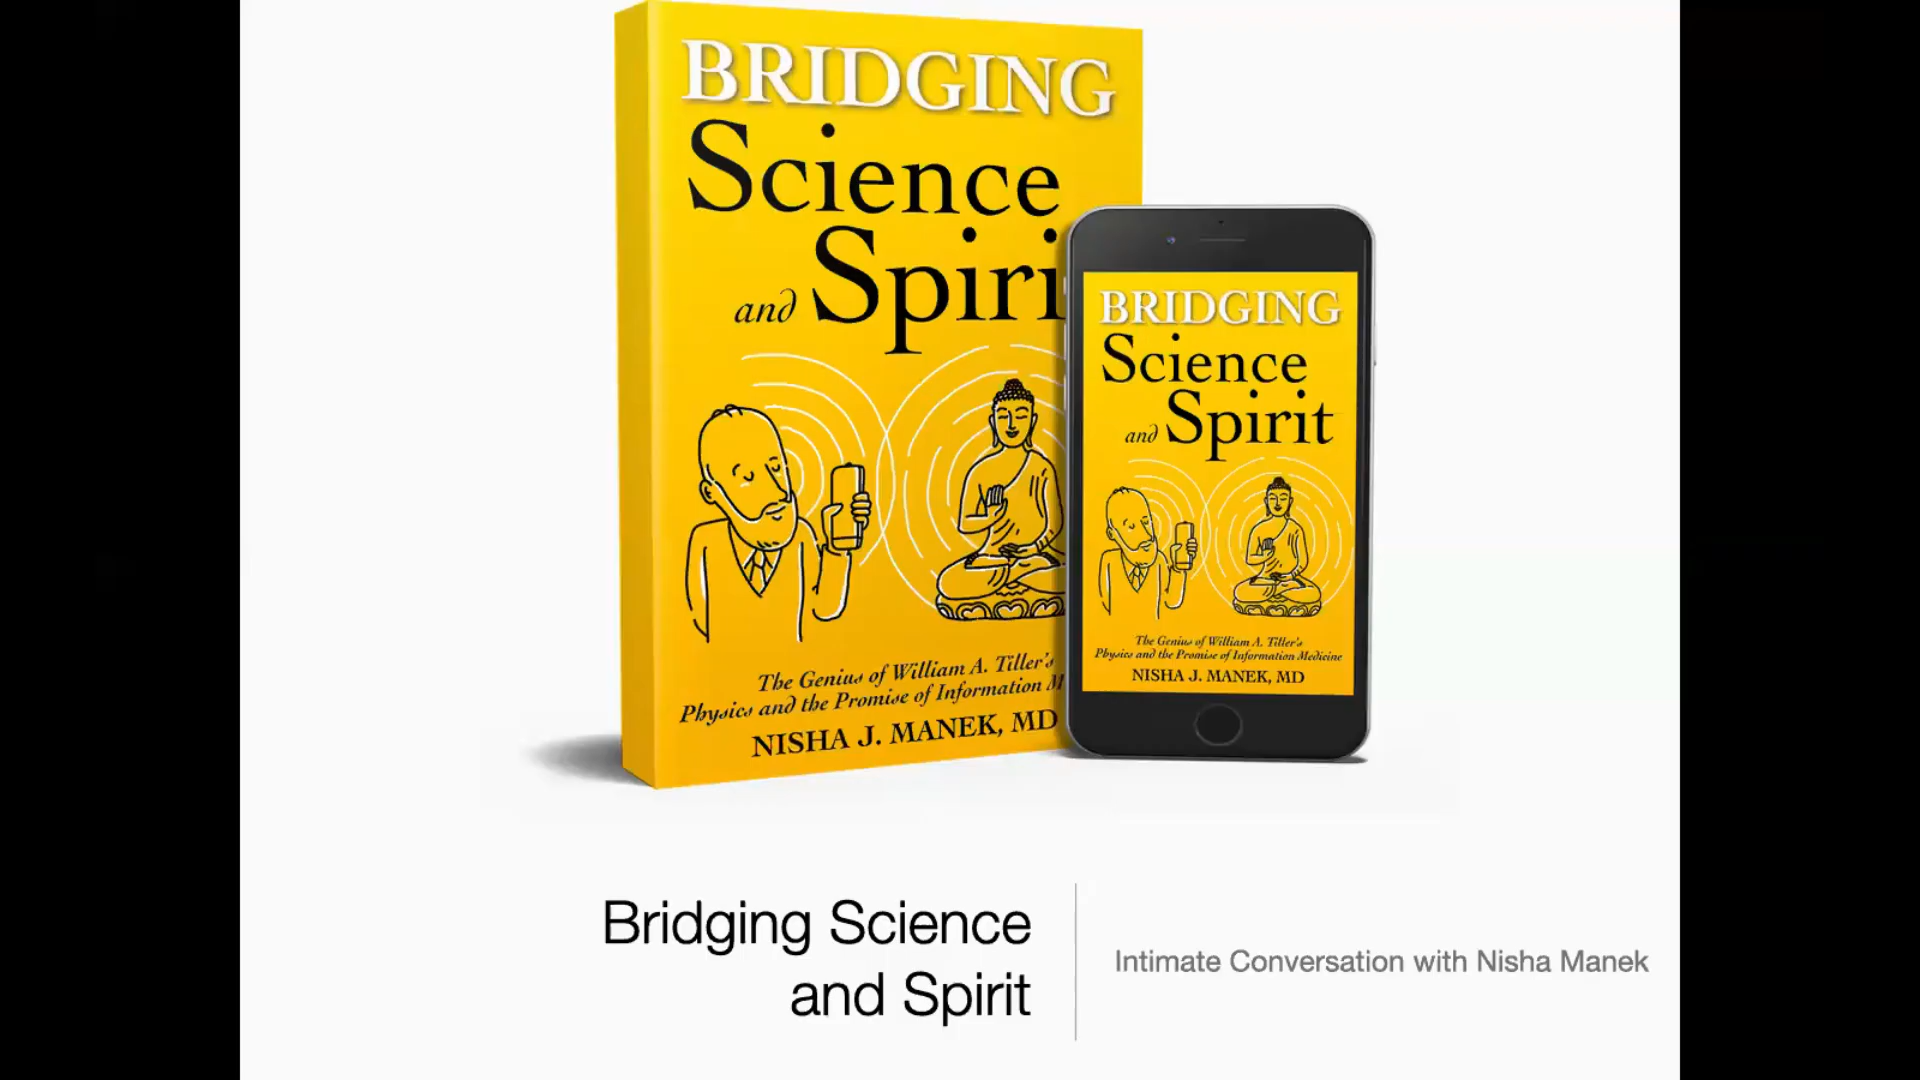 BRIDGING
Science
and Spiri
The Genius of William A. Tiller's
Physics and the Promise of Information M
NISHA J. MANEK, MD
BRIDGING
Science
and Spirit
The Genius of William A. Tiller's
Physics and the Promise of Information Medicine
NISHA J. MANEK, MD
Bridging Science
and Spirit
Intimate Conversation with Nisha Manek